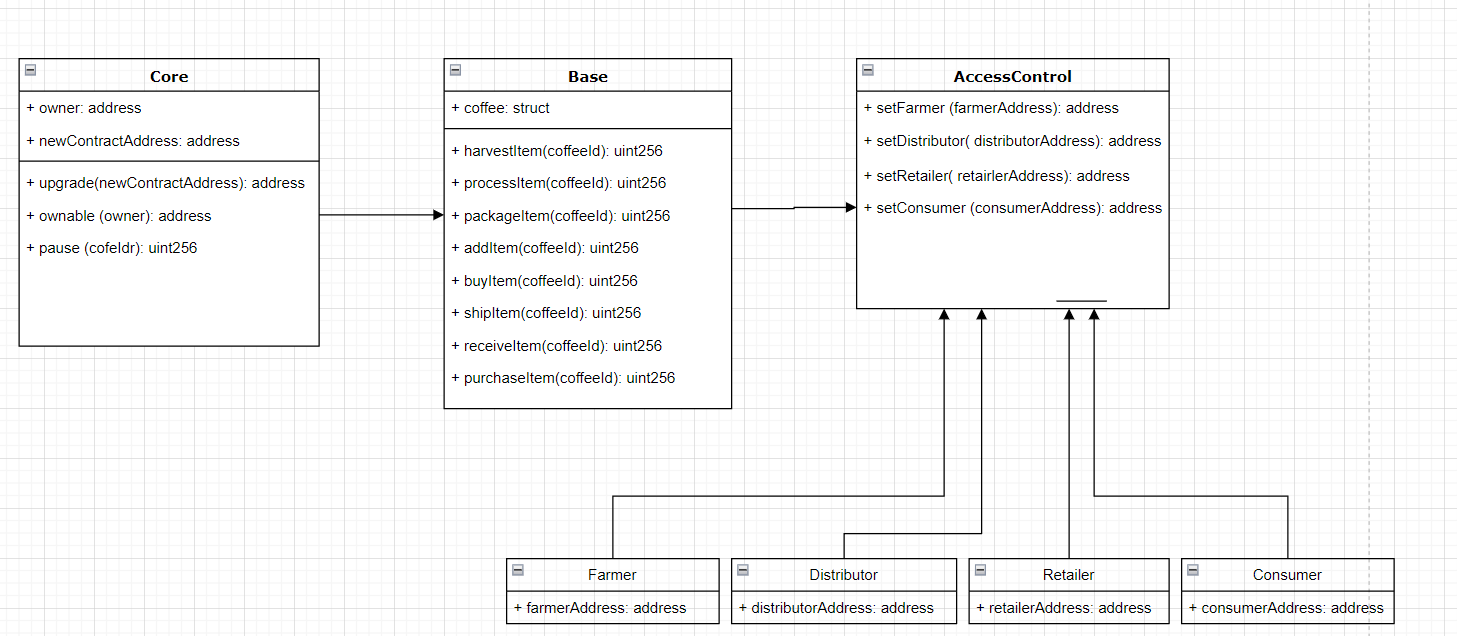 Core
+ owner: address
+ newContractAddress: address
+ upgrade(newContractAddress): address
+ ownable (owner): address
+ pause (cofeIdr): uint256
Base
+ coffee: struct
+ harvestItem(coffeeId): uint256
+ processItem(coffeeId): uint256
+ packageItem(coffeeId): uint256
+ addItem(coffeeId): uint256
+ buyItem(coffeeId): uint256
+ shipItem(coffeeId): uint256
+ receiveItem(coffeeId): uint256
+ purchaseItem(coffeeId): uint256
AccessControl
+ setFarmer (farmerAddress): address
+ setDistributor( distributorAddress): address
+ setRetailer( retairlerAddress): address
+ setConsumer (consumerAddress): address
Farmer
+ farmerAddress: address
Distributor
+ distributorAddress: address
Retailer
+ retailerAddress: address
Consumer
+ consumerAddress: address